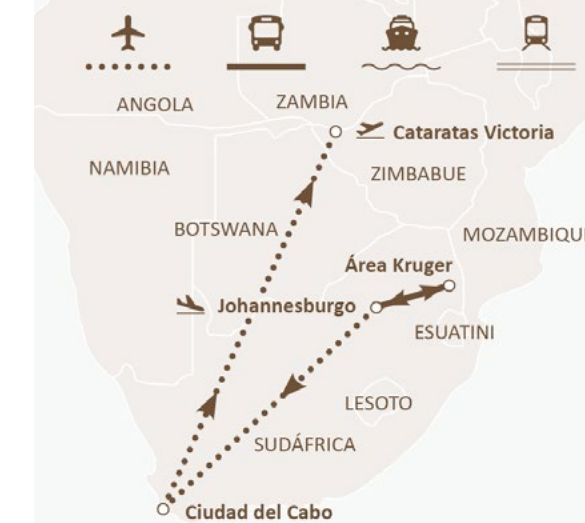 ANGOLA
ZAMBIA
Cataratas Victoria
NAMIBIA
ZIMBABUE
BOTSWANA
MOZAMBIQU
Área Kruger
Johannesburgo
ESUATINI
LESOTO
SUDÁFRICA
Ciudad del Cabo